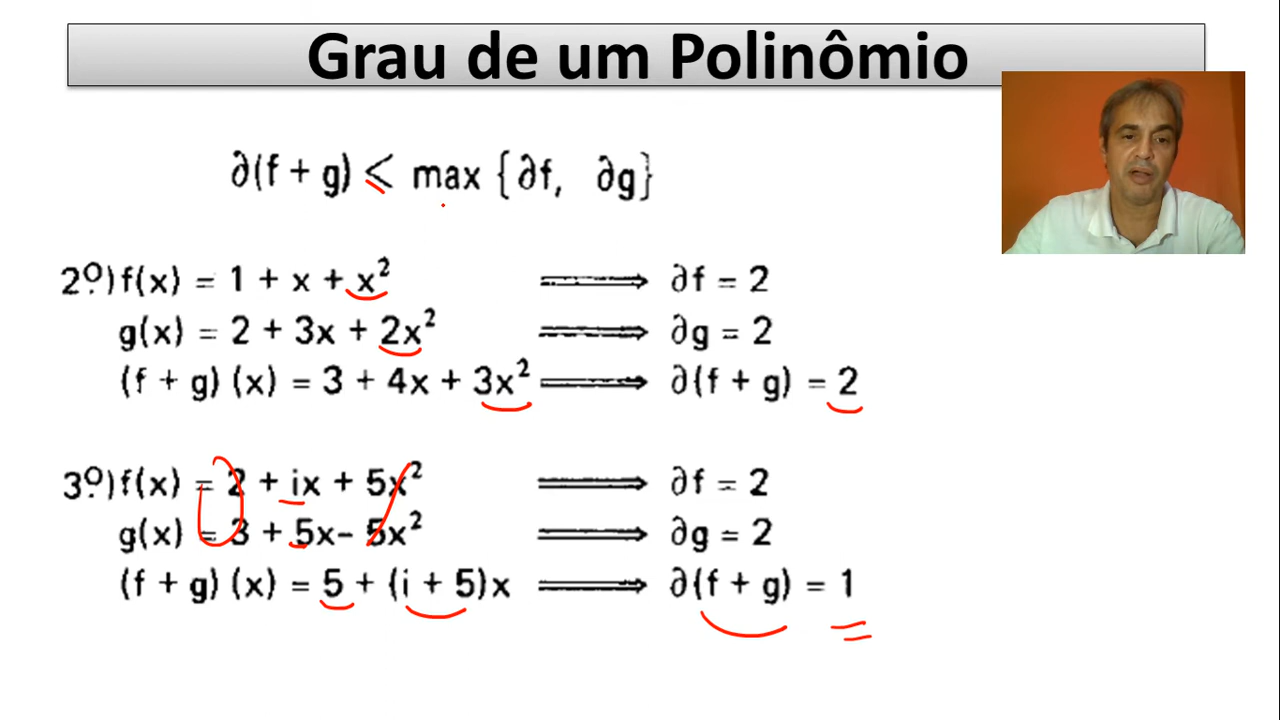 Grau de um Polinômio
∂(f + g) ⩽ max {∂f, ∂g}
2º) f(x) = 1 + x + x² ⟹ ∂f = 2
g(x) = 2 + 3x + 2x² ⟹ ∂g = 2
(f + g) (x) = 3 + 4x + 3x² ⟹ ∂(f + g) = 2
3º) f(x) = 2 + ix + 5x² ⟹ ∂f = 2
g(x) = 3 + 5x− 5x² ⟹ ∂g = 2
(f + g) (x) = 5 + (i + 5)x ⟹ ∂(f + g) = 1